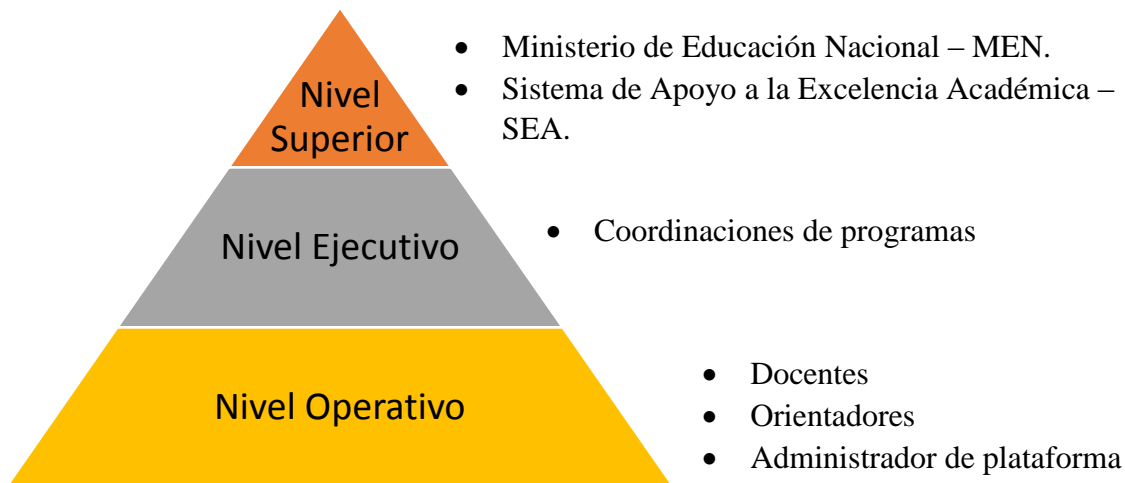 Nivel
Superior
• Ministerio de Educación Nacional – MEN.
• Sistema de Apoyo a la Excelencia Académica –
SEA.
Nivel Ejecutivo
• Coordinaciones de programas
Nivel Operativo
• Docentes
• Orientadores
• Administrador de plataforma